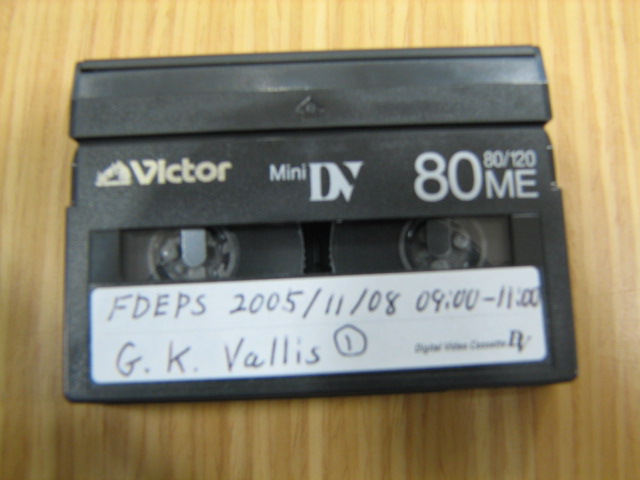 Victor Mini DV 80 80/120 ME
FDEPS 2005/11/08 09:00-11:00
G. K. Vallis ①
Digital Video Cassette DV